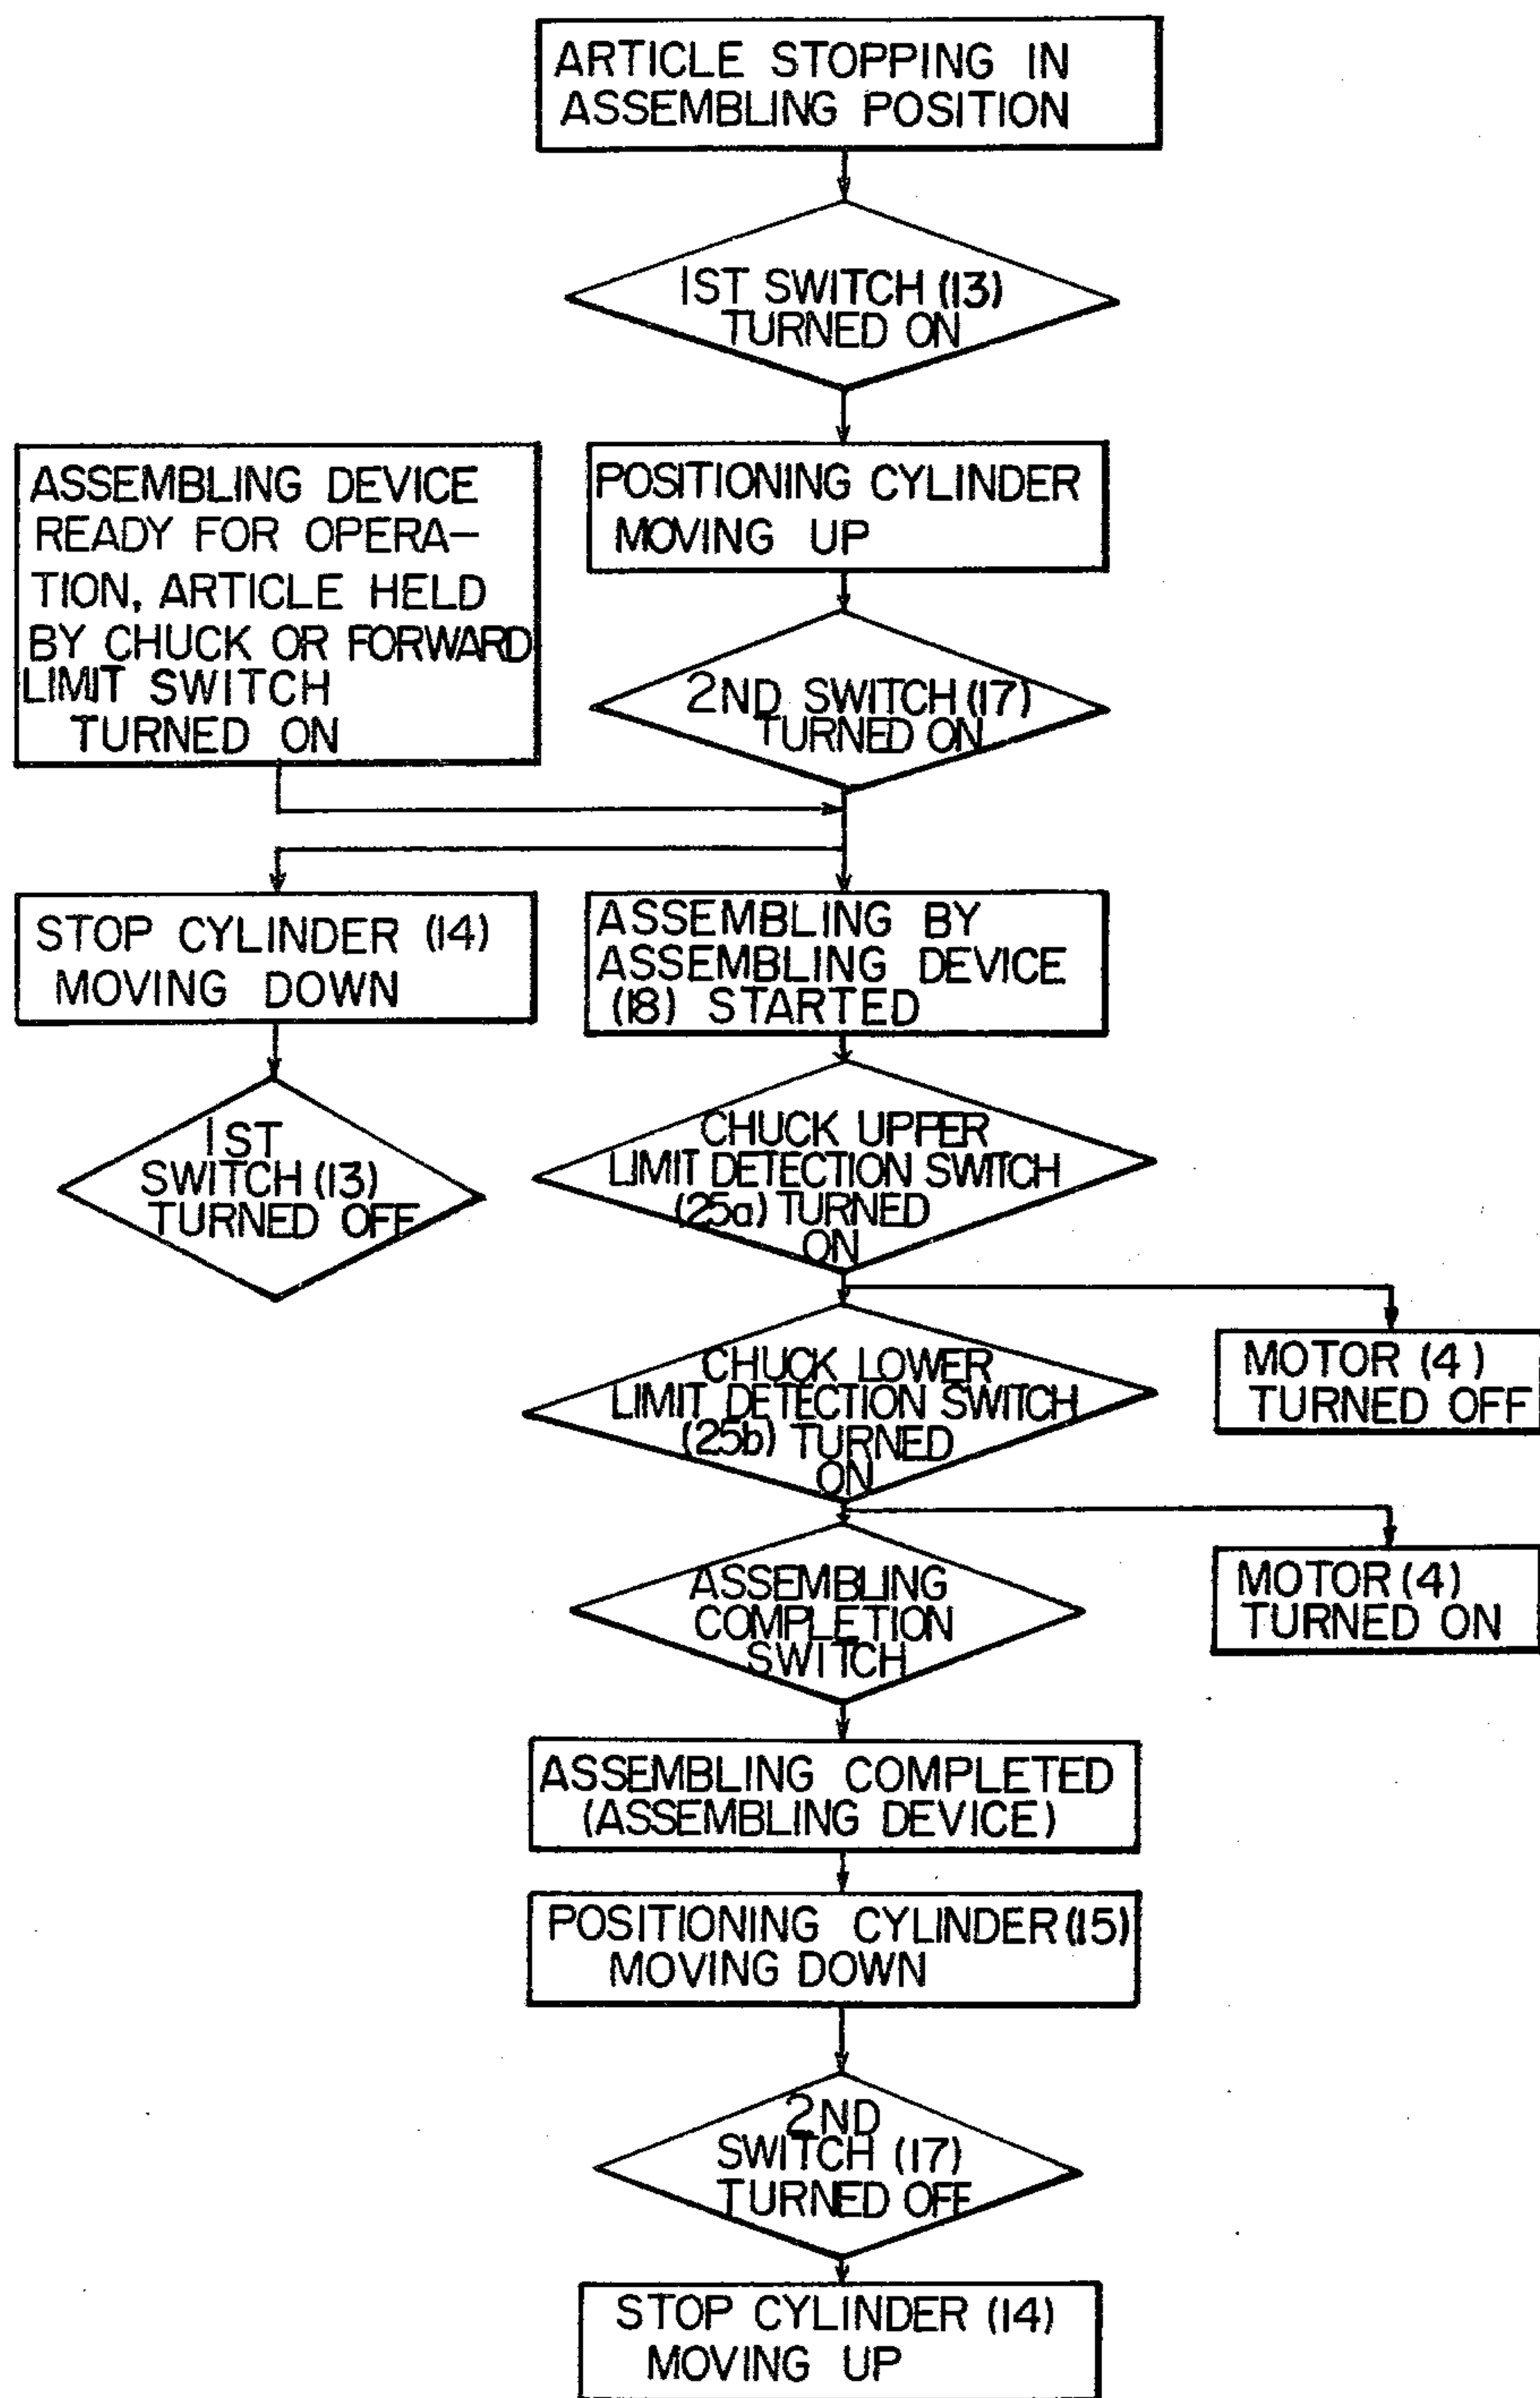 ARTICLE STOPPING IN
ASSEMBLING POSITION
1ST SWITCH (13)
TURNED ON
POSITIONING CYLINDER
MOVING UP
ASSEMBLING DEVICE
READY FOR OPERA-
TION, ARTICLE HELD
BY CHUCK OR FORWARD
LIMIT SWITCH
TURNED ON
2ND SWITCH (17)
TURNED ON
STOP CYLINDER (14)
MOVING DOWN
ASSEMBLING BY
ASSEMBLING DEVICE
(18) STARTED
1ST
SWITCH (13)
TURNED OFF
CHUCK UPPER
LIMIT DETECTION SWITCH
(25a) TURNED
ON
MOTOR (4)
TURNED OFF
CHUCK LOWER
LIMIT DETECTION SWITCH
(25b) TURNED
ON
MOTOR (4)
TURNED ON
ASSEMBLING
COMPLETION
SWITCH
ASSEMBLING COMPLETED
(ASSEMBLING DEVICE)
POSITIONING CYLINDER (15)
MOVING DOWN
2ND
SWITCH (17)
TURNED OFF
STOP CYLINDER (14)
MOVING UP